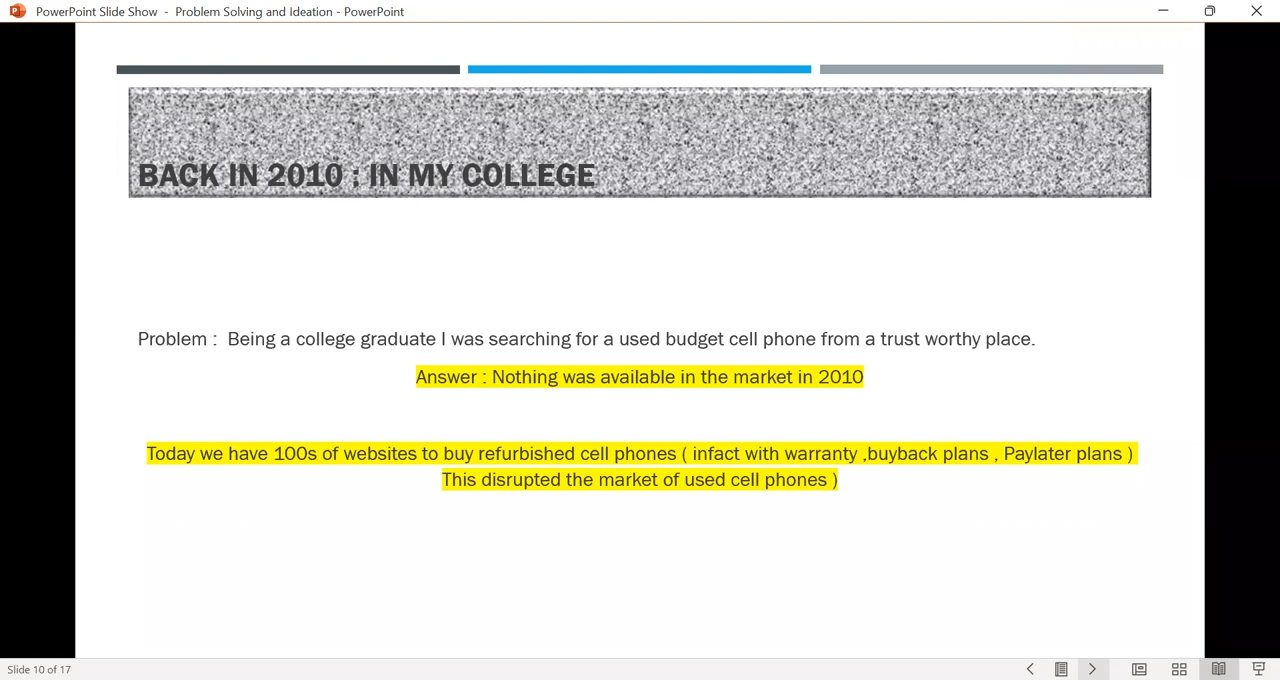 PowerPoint Slide Show - Problem Solving and Ideation - PowerPoint
BACK IN 2010 : IN MY COLLEGE
Problem : Being a college graduate I was searching for a used budget cell phone from a trust worthy place.
Answer : Nothing was available in the market in 2010
Today we have 100s of websites to buy refurbished cell phones ( infact with warranty ,buyback plans , Paylater plans )
This disrupted the market of used cell phones )
Slide 10 of 17